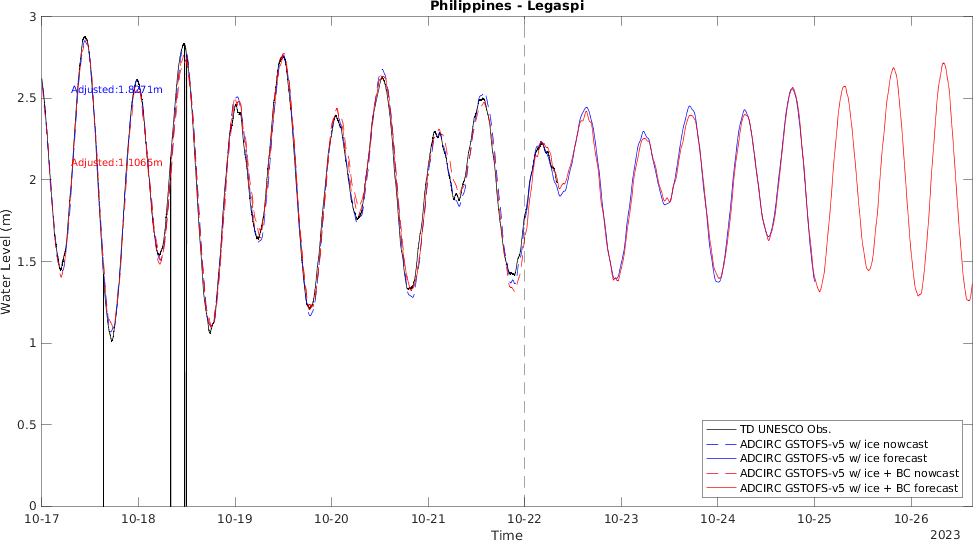 Philippines - Legaspi
3
2.5
2
1.5
1
0.5
0
Water Level (m)
Adjusted:1.8271m
Adjusted:1.1065m
TD UNESCO Obs.
ADCIRC GSTOFS-v5 w/ ice nowcast
ADCIRC GSTOFS-v5 w/ ice forecast
ADCIRC GSTOFS-v5 w/ ice + BC nowcast
ADCIRC GSTOFS-v5 w/ ice + BC forecast
10-17 10-18 10-19 10-20 10-21 10-22 10-23 10-24 10-25 10-26
Time
2023